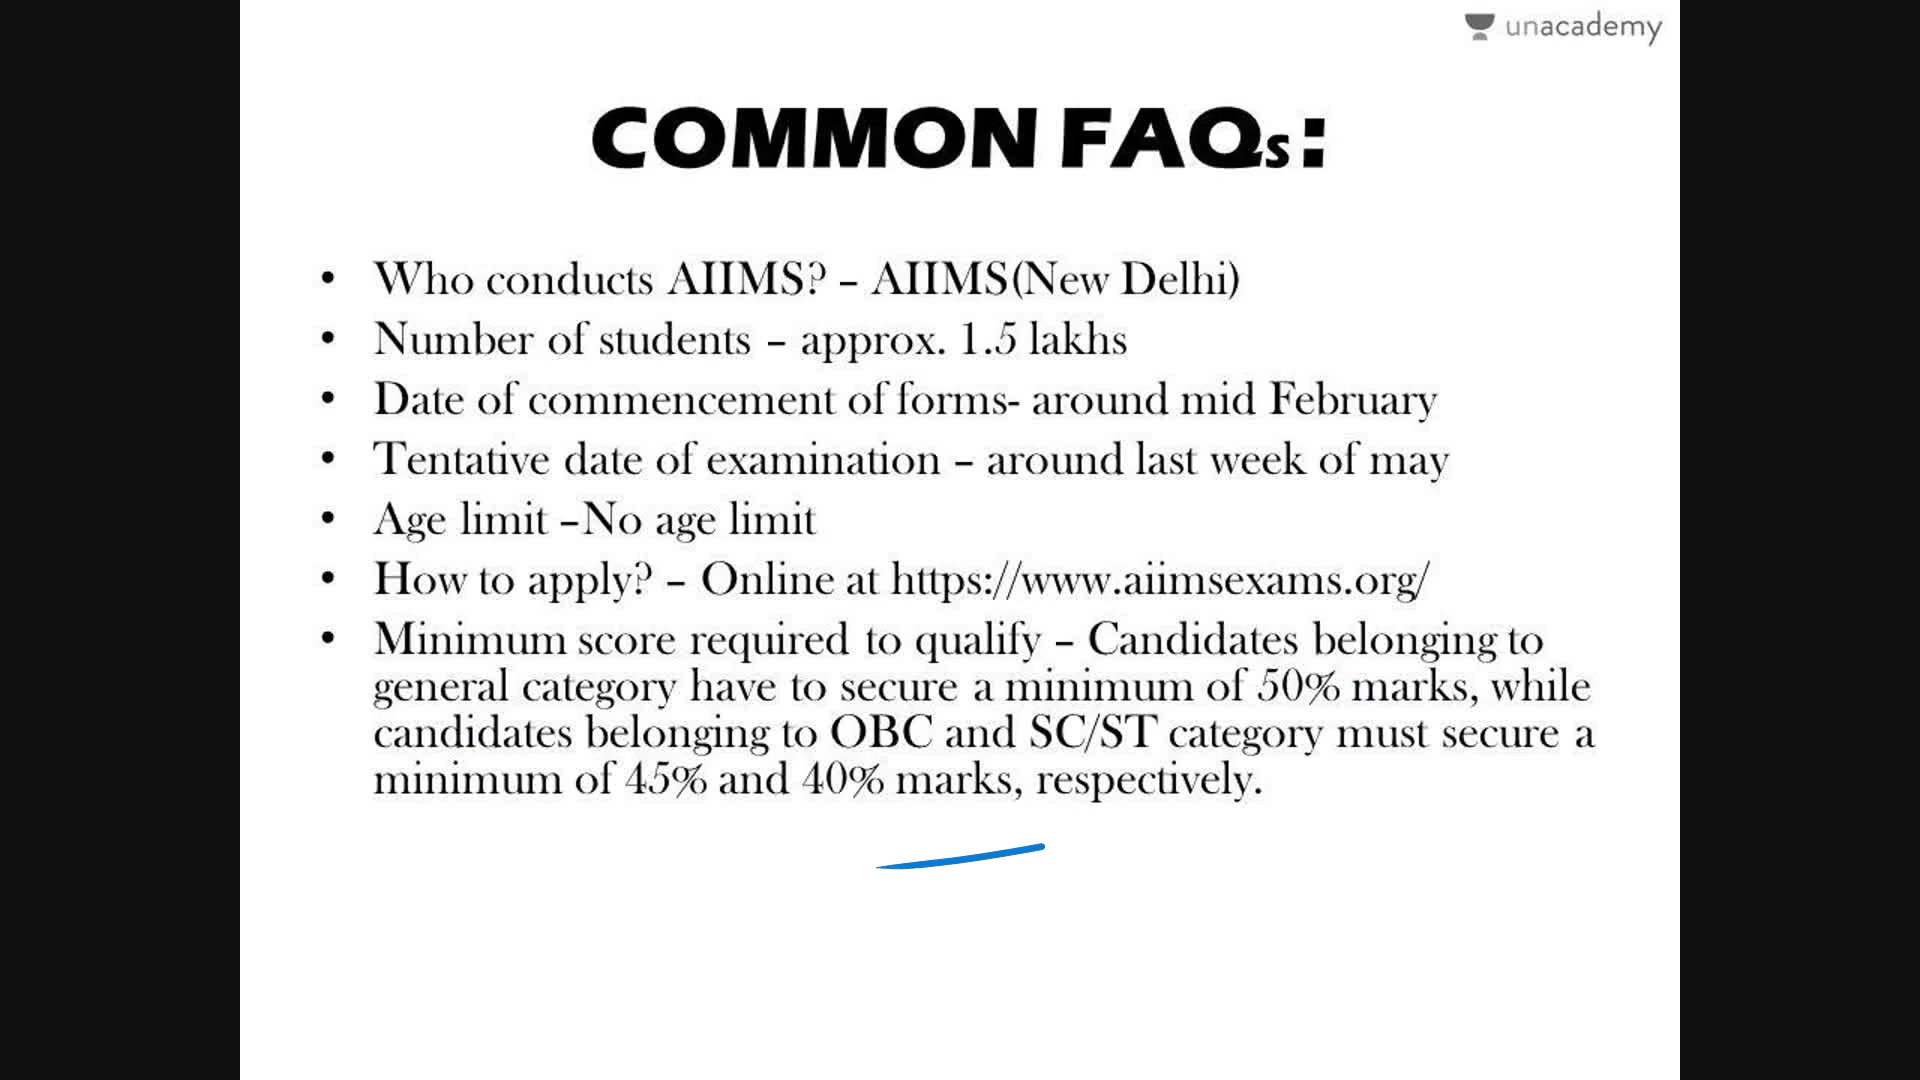 unacademy
COMMON FAQs:
• Who conducts AIIMS? – AIIMS(New Delhi)
• Number of students – approx. 1.5 lakhs
• Date of commencement of forms- around mid February
• Tentative date of examination – around last week of may
• Age limit –No age limit
• How to apply? – Online at https://www.aiimsexams.org/
• Minimum score required to qualify – Candidates belonging to
general category have to secure a minimum of 50% marks, while
candidates belonging to OBC and SC/ST category must secure a
minimum of 45% and 40% marks, respectively.